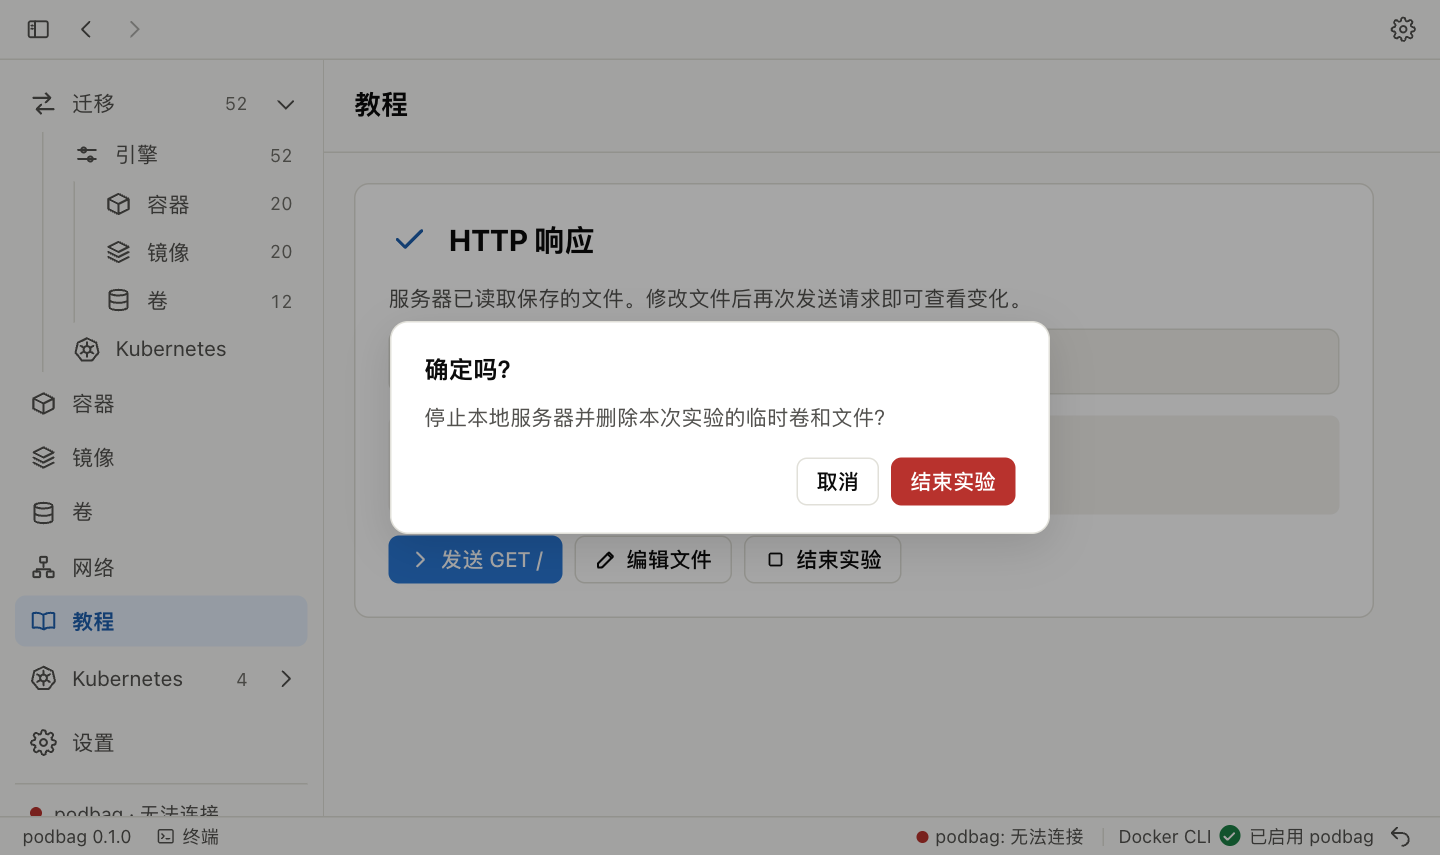 迁移 52
引擎 52
容器 20
镜像 20
卷 12
Kubernetes
容器
镜像
卷
网络
教程
Kubernetes 4
设置
podbag · 无法连接
教程
HTTP 响应
服务器已读取保存的文件。修改文件后再次发送请求即可查看变化。
确定吗?
停止本地服务器并删除本次实验的临时卷和文件?
取消 结束实验
发送 GET / 编辑文件 结束实验
podbag 0.1.0 终端 podbag: 无法连接 Docker CLI 已启用 podbag